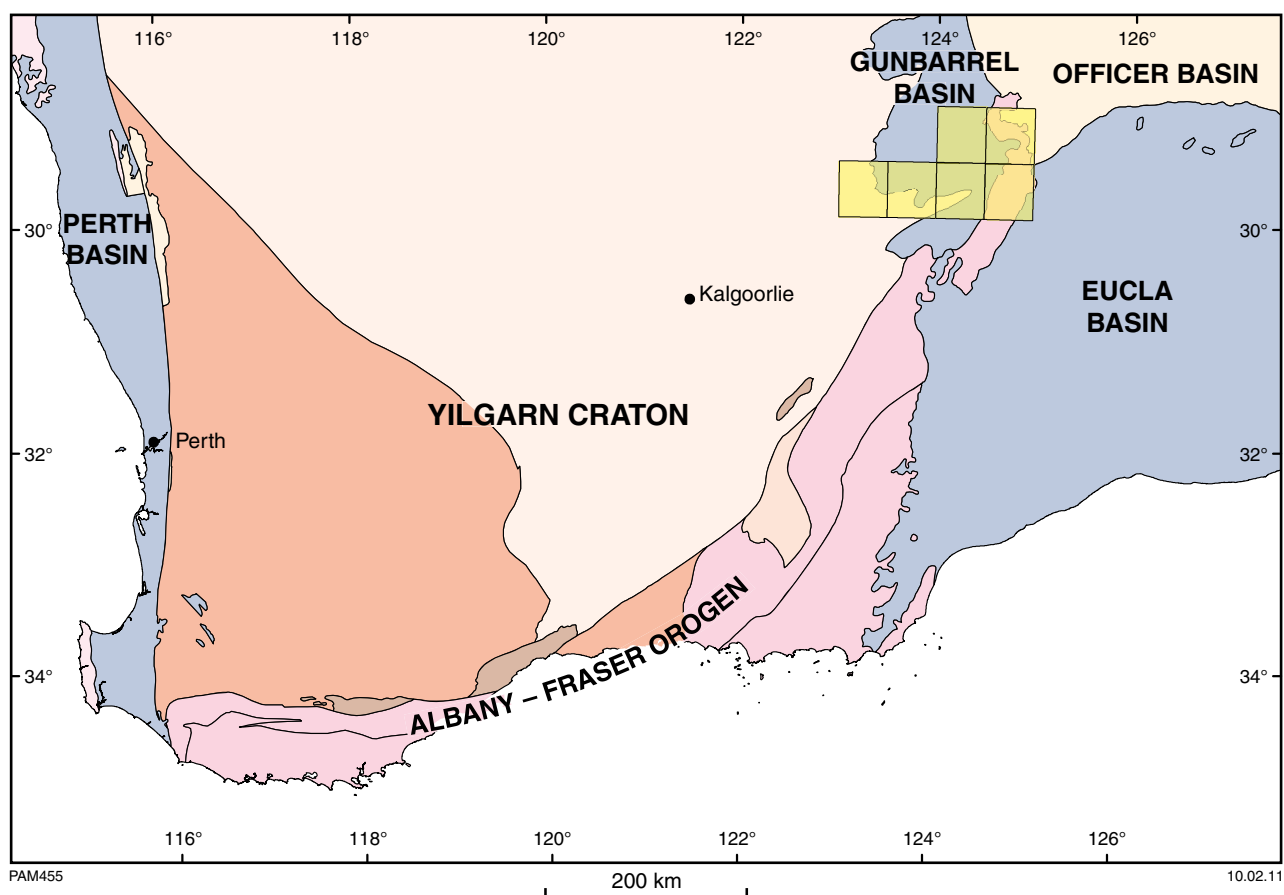 116° 118° 120° 122° 124° 126°
GUNBARREL
BASIN
OFFICER BASIN
PERTH
BASIN
30° 30°
EUCLA
BASIN
Kalgoorlie
YILGARN CRATON
Perth
32° 32°
34° 34°
ALBANY – FRASER OROGEN
116° 118° 120° 122° 124° 126°
PAM455
200 km
10.02.11